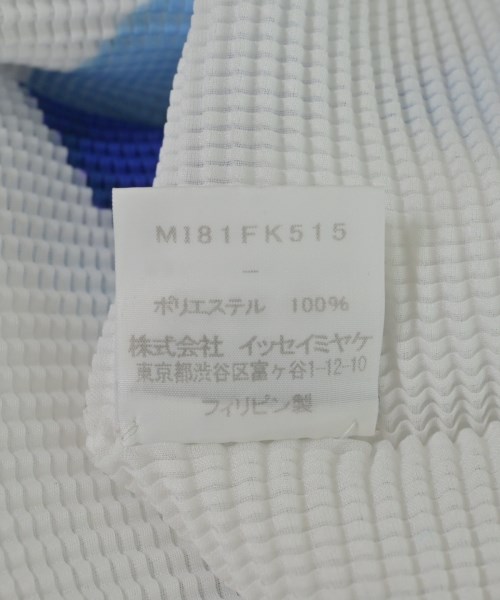 MI81FK515
—
ポリエステル 100%
株式会社 イッセイミヤケ
東京都渋谷区富ヶ谷1-12-10
フィリピン製